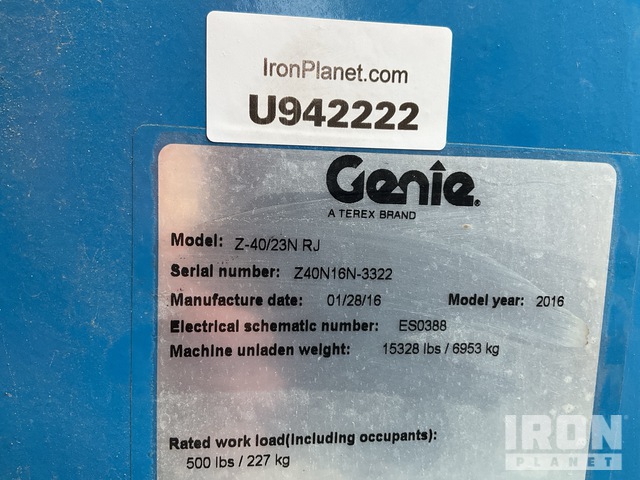 IronPlanet.com
U942222
Genie
A TEREX BRAND
Model: Z-40/23N RJ
Serial number: Z40N16N-3322
Manufacture date: 01/28/16 Model year: 2016
Electrical schematic number: ES0388
Machine unladen weight: 15328 lbs / 6953 kg
Rated work load(including occupants):
500 lbs / 227 kg
IRON
PLANET